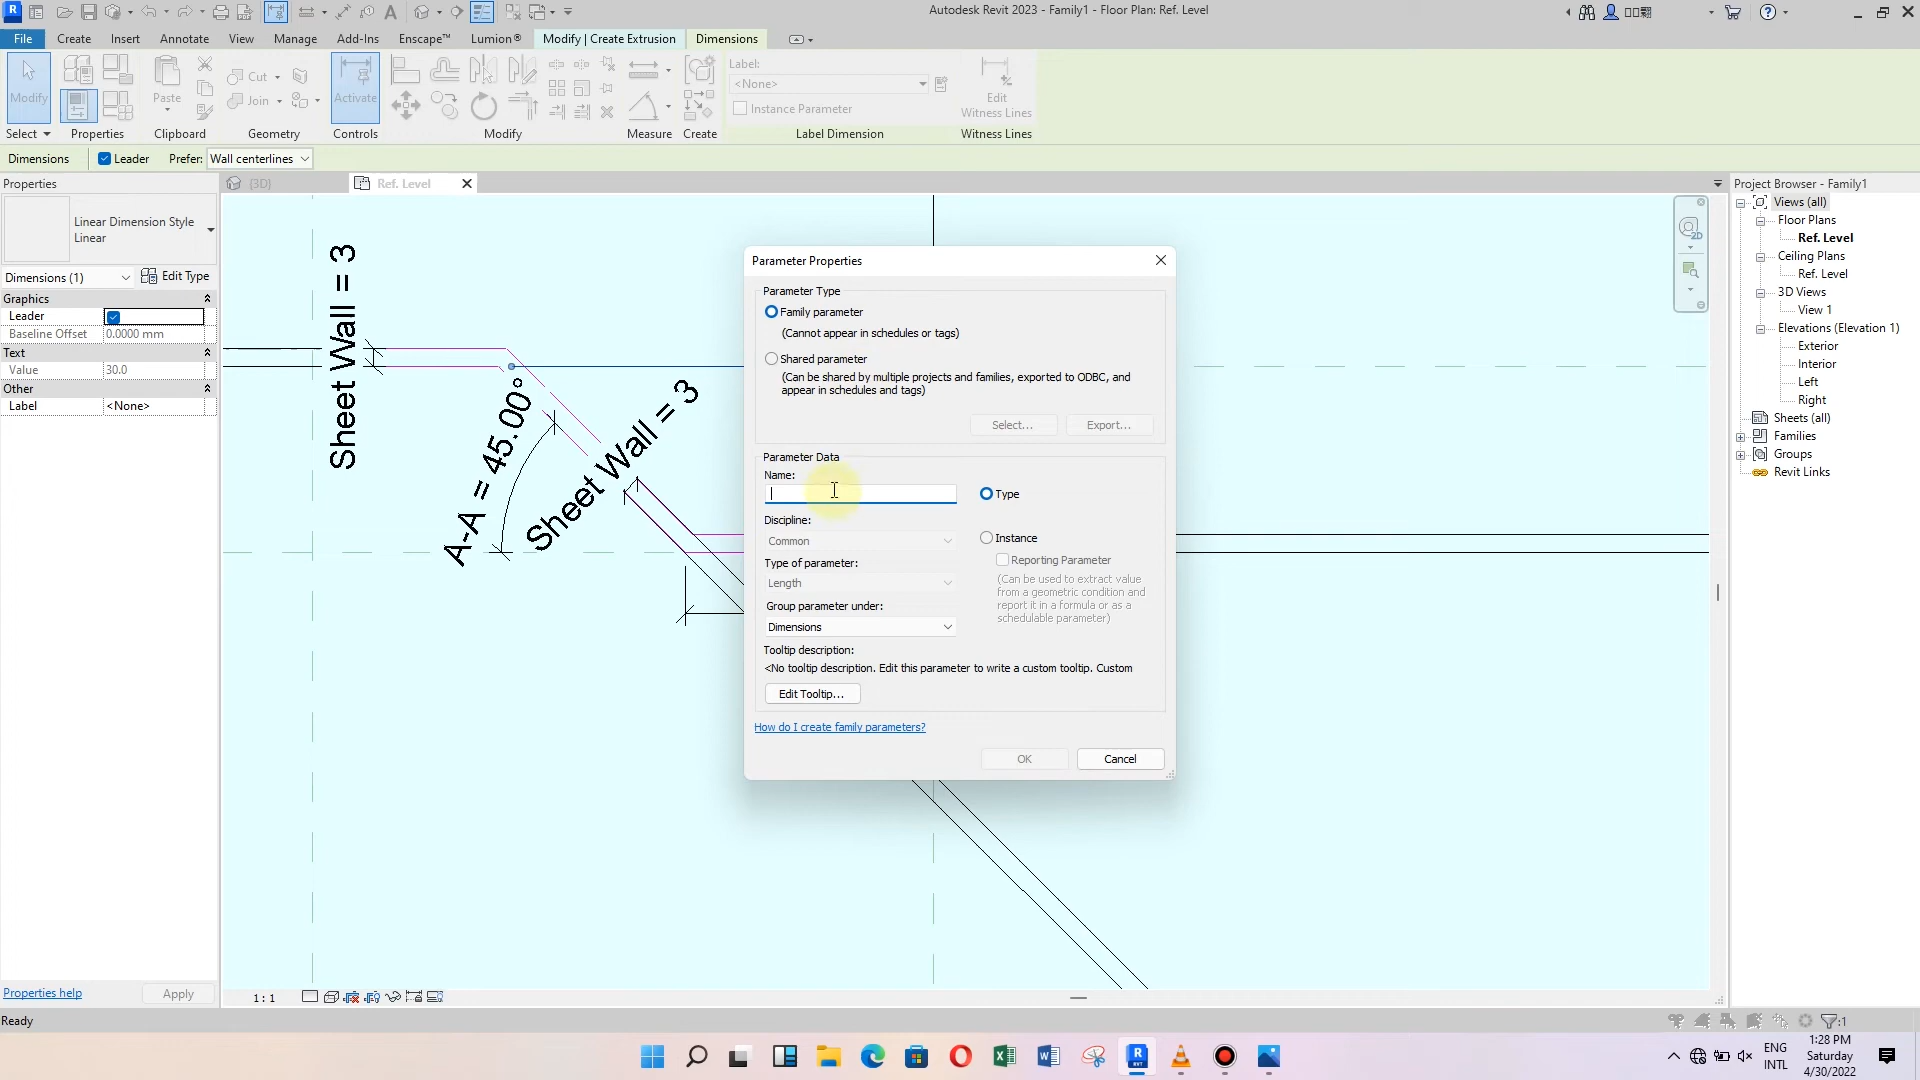 Autodesk Revit 2023 - Family1 - Floor Plan: Ref. Level
File Create Insert Annotate View Manage Add-Ins Enscape™ Lumion® Modify | Create Extrusion Dimensions
Modify
Paste
Cut
Join
Activate
Label:
<None>
Instance Parameter
Edit
Witness Lines
Select Properties Clipboard Geometry Controls Modify Measure Create Label Dimension Witness Lines
Dimensions Leader Prefer: Wall centerlines
Properties
Linear Dimension Style
Linear
Dimensions (1) Edit Type
Graphics
Leader
Baseline Offset 0.0000 mm
Text
Value 30.0
Other
Label <None>
Properties help Apply
{3D}
Ref. Level
Sheet Wall = 3
A-A = 45.00°
Sheet Wall = 3
Parameter Properties
Parameter Type
Family parameter
(Cannot appear in schedules or tags)
Shared parameter
(Can be shared by multiple projects and families, exported to ODBC, and
appear in schedules and tags)
Select... Export...
Parameter Data
Name:
Type
Discipline:
Common
Instance
Reporting Parameter
(Can be used to extract value
from a geometric condition and
report it in a formula or as a
schedulable parameter)
Type of parameter:
Length
Group parameter under:
Dimensions
Tooltip description:
<No tooltip description. Edit this parameter to write a custom tooltip. Custom
Edit Tooltip...
How do I create family parameters?
OK Cancel
2D
Project Browser - Family1
Views (all)
Floor Plans
Ref. Level
Ceiling Plans
Ref. Level
3D Views
View 1
Elevations (Elevation 1)
Exterior
Interior
Left
Right
Sheets (all)
Families
Groups
Revit Links
1 : 1
Ready
:1
ENG
INTL
1:28 PM
Saturday
4/30/2022